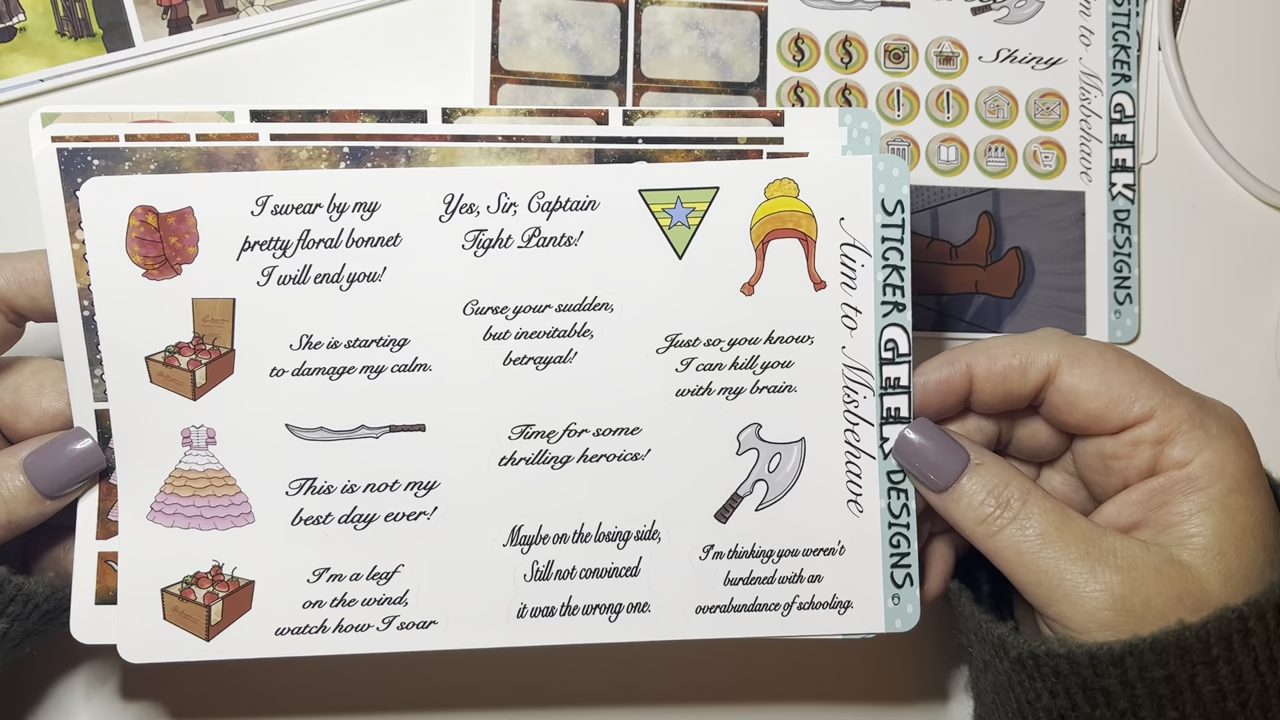 I swear by my
pretty floral bonnet
I will end you!
Yes, Sir, Captain
Tight Pants!
Curse your sudden,
but inevitable,
betrayal!
She is starting
to damage my calm.
Just so you know,
I can kill you
with my brain.
Time for some
thrilling heroics!
This is not my
best day ever!
Maybe on the losing side,
Still not convinced
it was the wrong one.
I'm thinking you weren't
burdened with an
overabundance of schooling.
I'm a leaf
on the wind,
watch how I soar
Aim to Misbehave
STICKER GEEK DESIGNS
Shiny
Aim to Misbehave
STICKER GEEK DESIGNS